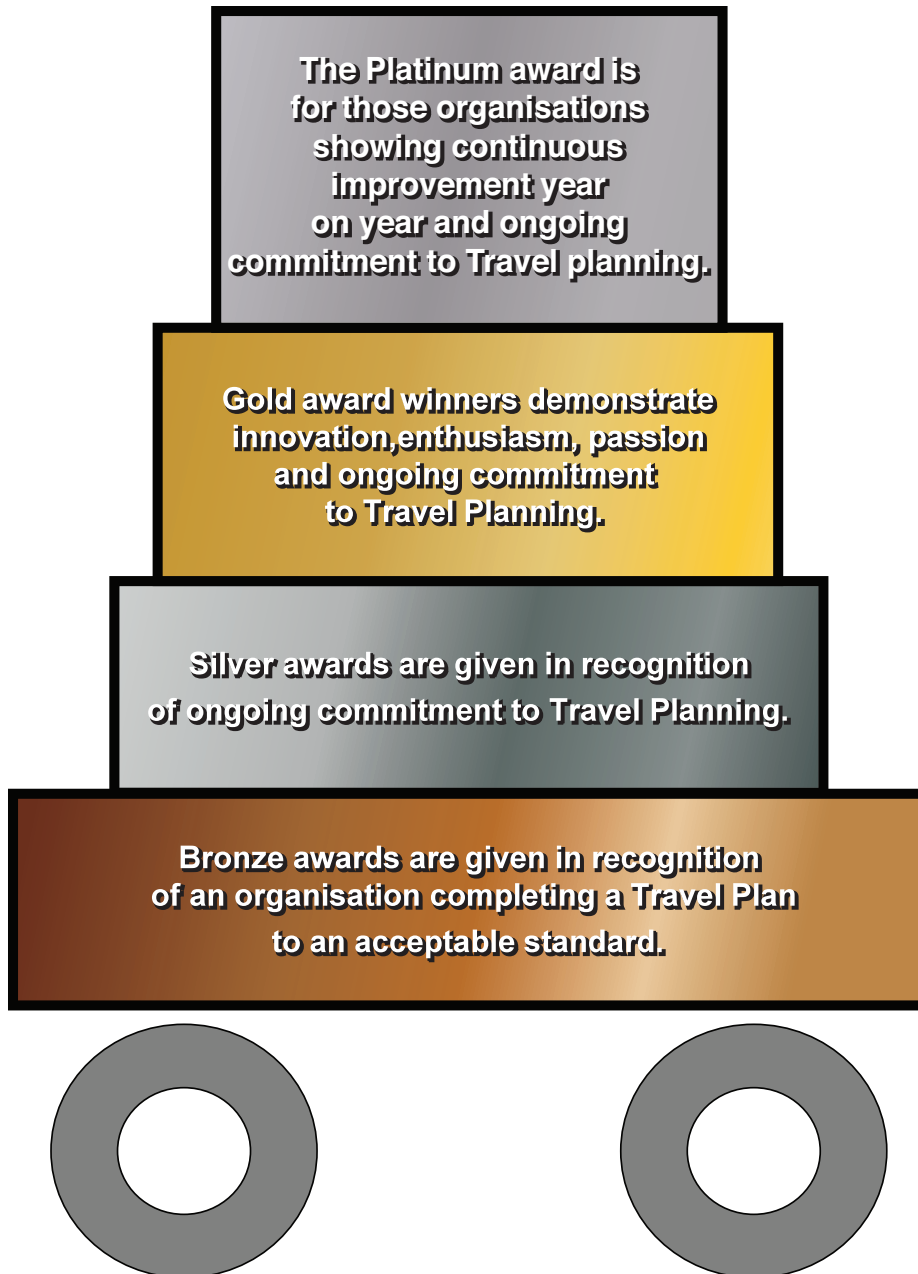 The Platinum award is
for those organisations
showing continuous
improvement year
on year and ongoing
commitment to Travel planning.
Gold award winners demonstrate
innovation,enthusiasm, passion
and ongoing commitment
to Travel Planning.
Silver awards are given in recognition
of ongoing commitment to Travel Planning.
Bronze awards are given in recognition
of an organisation completing a Travel Plan
to an acceptable standard.